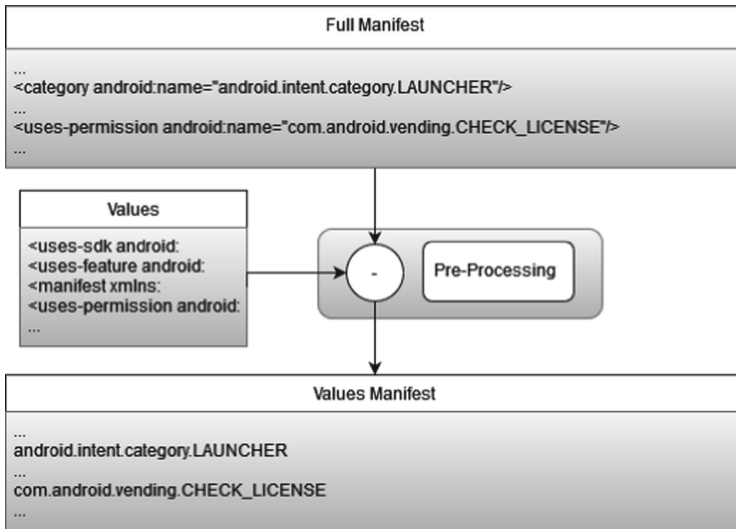 Full Manifest
...
<category android:name="android.intent.category.LAUNCHER"/>
...
<uses-permission android:name="com.android.vending.CHECK_LICENSE"/>
...
Values
<uses-sdk android:
<uses-feature android:
<manifest xmlns:
<uses-permission android:
...
-
Pre-Processing
Values Manifest
...
android.intent.category.LAUNCHER
...
com.android.vending.CHECK_LICENSE
...